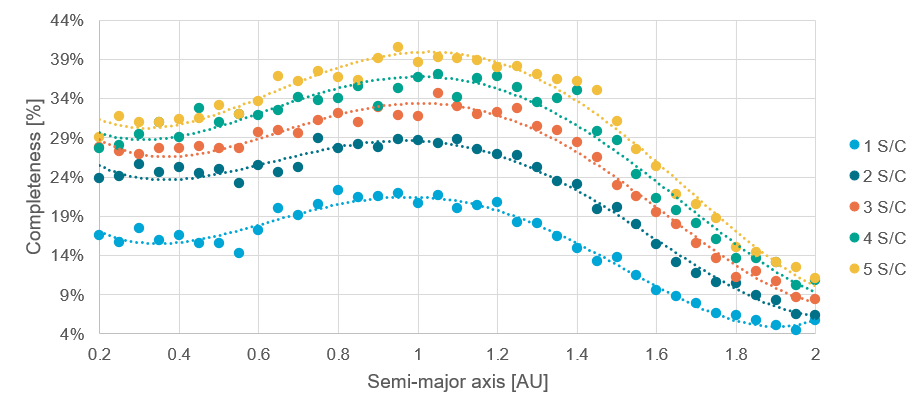 44%
39%
34%
29%
24%
19%
14%
9%
4%
Completeness [%]
0.2 0.4 0.6 0.8 1 1.2 1.4 1.6 1.8 2
Semi-major axis [AU]
1 S/C
2 S/C
3 S/C
4 S/C
5 S/C